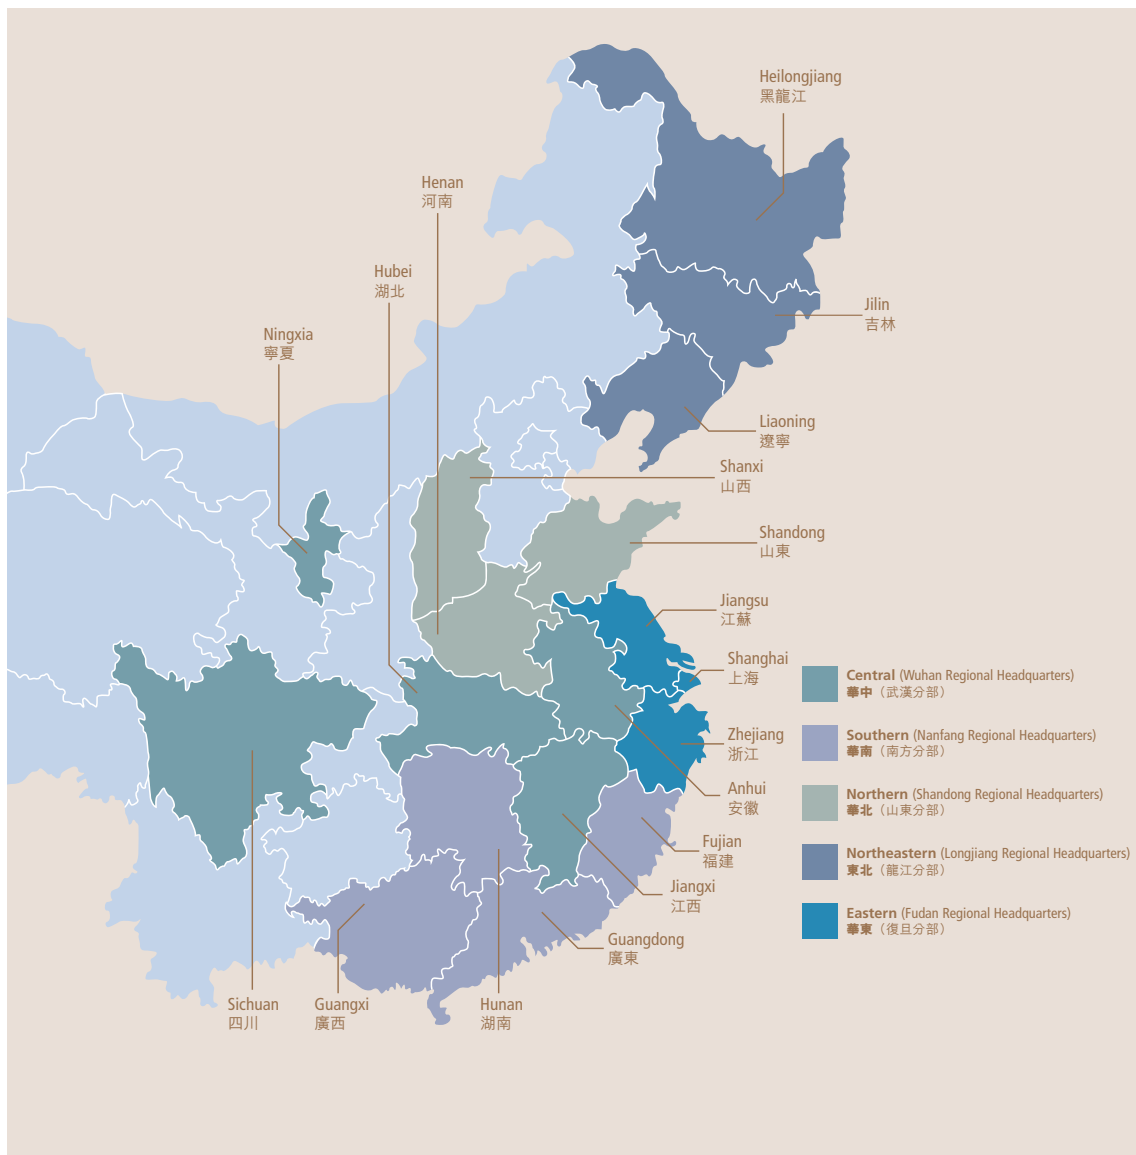 Heilongjiang
黑龍江
Henan
河南
Hubei
湖北
Jilin
吉林
Ningxia
寧夏
Liaoning
遼寧
Shanxi
山西
Shandong
山東
Jiangsu
江蘇
Shanghai
上海
Zhejiang
浙江
Anhui
安徽
Fujian
福建
Jiangxi
江西
Guangdong
廣東
Sichuan
四川
Guangxi
廣西
Hunan
湖南
Central (Wuhan Regional Headquarters)
華中（武漢分部）
Southern (Nanfang Regional Headquarters)
華南（南方分部）
Northern (Shandong Regional Headquarters)
華北（山東分部）
Northeastern (Longjiang Regional Headquarters)
東北（龍江分部）
Eastern (Fudan Regional Headquarters)
華東（復旦分部）